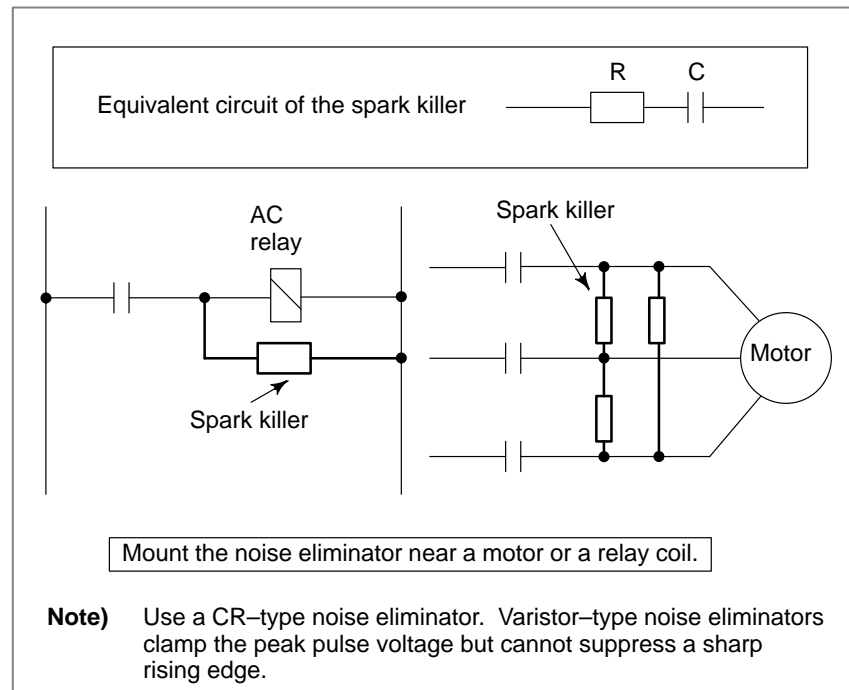 R
C
Equivalent circuit of the spark killer
AC
relay
Spark killer
Spark killer
Motor
Mount the noise eliminator near a motor or a relay coil.
Note) Use a CR–type noise eliminator. Varistor–type noise eliminators
clamp the peak pulse voltage but cannot suppress a sharp
rising edge.